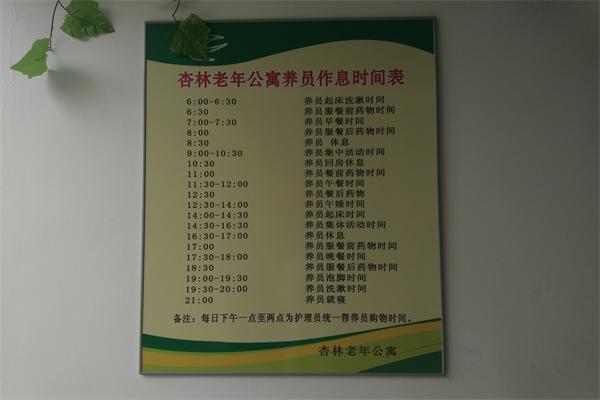 杏林老年公寓养员作息时间表
6:00-6:30 养员起床洗漱时间
6:30 养员服餐前药物时间
7:00-7:30 养员早餐时间
8:00 养员服餐后药物时间
8:30 养员 休息
9:00-10:30 养员集中活动时间
10:30 养员回房休息
11:00 养员餐前药物时间
11:30-12:00 养员午餐时间
12:30 养员餐后药物
12:30-14:00 养员午睡时间
14:00-14:30 养员起床时间
14:30-16:30 养员集体活动时间
16:30-17:00 养员休息
17:00 养员服餐前药物时间
17:30-18:00 养员晚餐时间
18:30 养员服餐后药物时间
19:00-19:30 养员泡脚时间
19:30-20:00 养员洗漱时间
21:00 养员就寝
备注：每日下午一点至两点为护理员统一帮养员购物时间。
杏林老年公寓